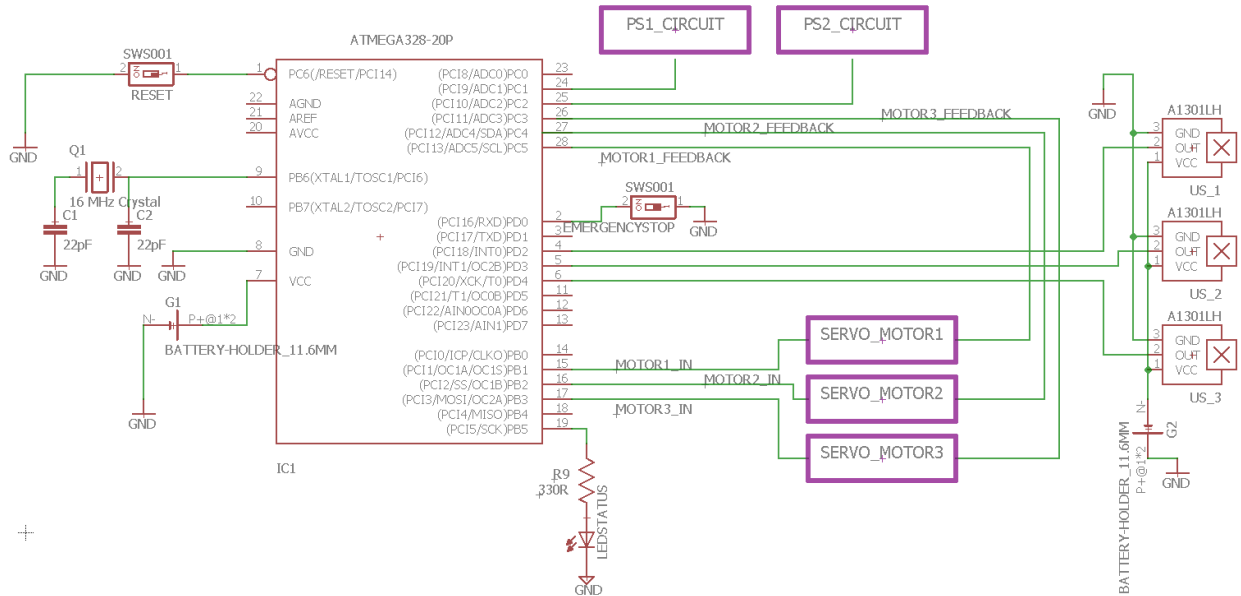 PS1_CIRCUIT
PS2_CIRCUIT
ATMEGA328-20P
SWS001
2
1
RESET
GND
1
PC6(/RESET/PCI14)
22
AGND
21
AREF
20
AVCC
9
PB6(XTAL1/TOSC1/PCI6)
10
PB7(XTAL2/TOSC2/PCI7)
8
GND
7
VCC
(PCI8/ADC0)PC0
23
(PCI9/ADC1)PC1
24
(PCI10/ADC2)PC2
25
(PCI11/ADC3)PC3
26
(PCI12/ADC4/SDA)PC4
27
(PCI13/ADC5/SCL)PC5
28
(PCI16/RXD)PD0
2
(PCI17/TXD)PD1
3
(PCI18/INT0)PD2
4
(PCI19/INT1/OC2B)PD3
5
(PCI20/XCK/T0)PD4
6
(PCI21/T1/OC0B)PD5
11
(PCI22/AIN0OC0A)PD6
12
(PCI23/AIN1)PD7
13
(PCI0/ICP/CLKO)PB0
14
(PCI1/OC1A/OC1S)PB1
15
(PCI2/SS/OC1B)PB2
16
(PCI3/MOSI/OC2A)PB3
17
(PCI4/MISO)PB4
18
(PCI5/SCK)PB5
19
IC1
Q1
1
2
16 MHz Crystal
C1
22pF
C2
22pF
GND
GND
GND
G1
N-
P+@1*2
BATTERY-HOLDER_11.6MM
GND
MOTOR3_FEEDBACK
MOTOR2_FEEDBACK
MOTOR1_FEEDBACK
SWS001
2
ON
1
EMERGENCYSTOP
GND
MOTOR1_IN
MOTOR2_IN
MOTOR3_IN
SERVO_MOTOR1
SERVO_MOTOR2
SERVO_MOTOR3
R9
330R
LEDSTATUS
GND
GND
A1301LH
3
GND
2
OUT
1
VCC
US_1
A1301LH
3
GND
2
OUT
1
VCC
US_2
A1301LH
3
GND
2
OUT
1
VCC
US_3
N-
G2
P+@1*2
BATTERY-HOLDER_11.6MM
GND